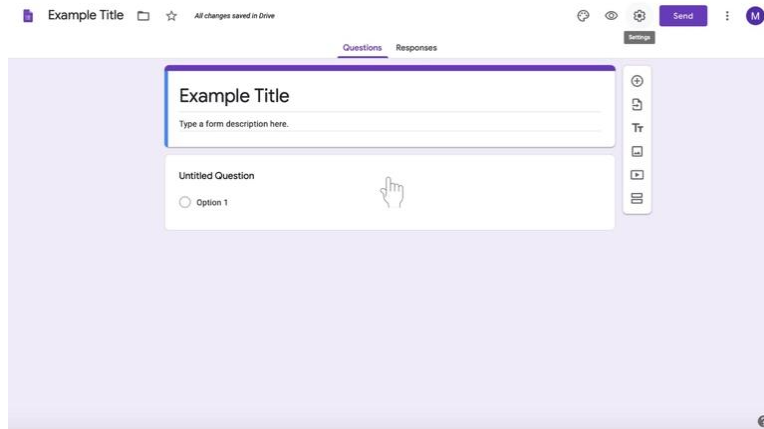 Example Title
All changes saved in Drive
Send
M
Settings
Questions Responses
Example Title
Type a form description here.
Tт
Untitled Question
Option 1